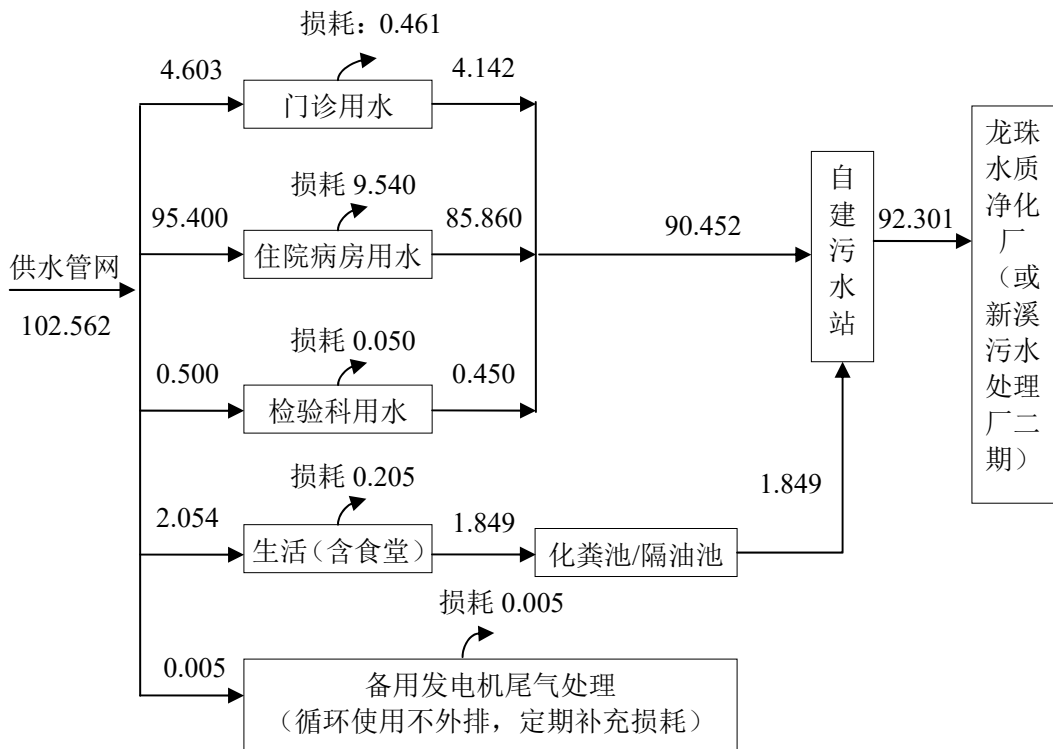 损耗：0.461
4.603
门诊用水
4.142
损耗 9.540
95.400
住院病房用水
85.860
90.452
供水管网
102.562
损耗 0.050
0.500
检验科用水
0.450
损耗 0.205
2.054
生活（含食堂）
1.849
化粪池/隔油池
1.849
损耗 0.005
0.005
备用发电机尾气处理
（循环使用不外排，定期补充损耗）
自
建
污
水
站
92.301
龙珠
水质
净化
厂
（或
新溪
污水
处理
厂二
期）